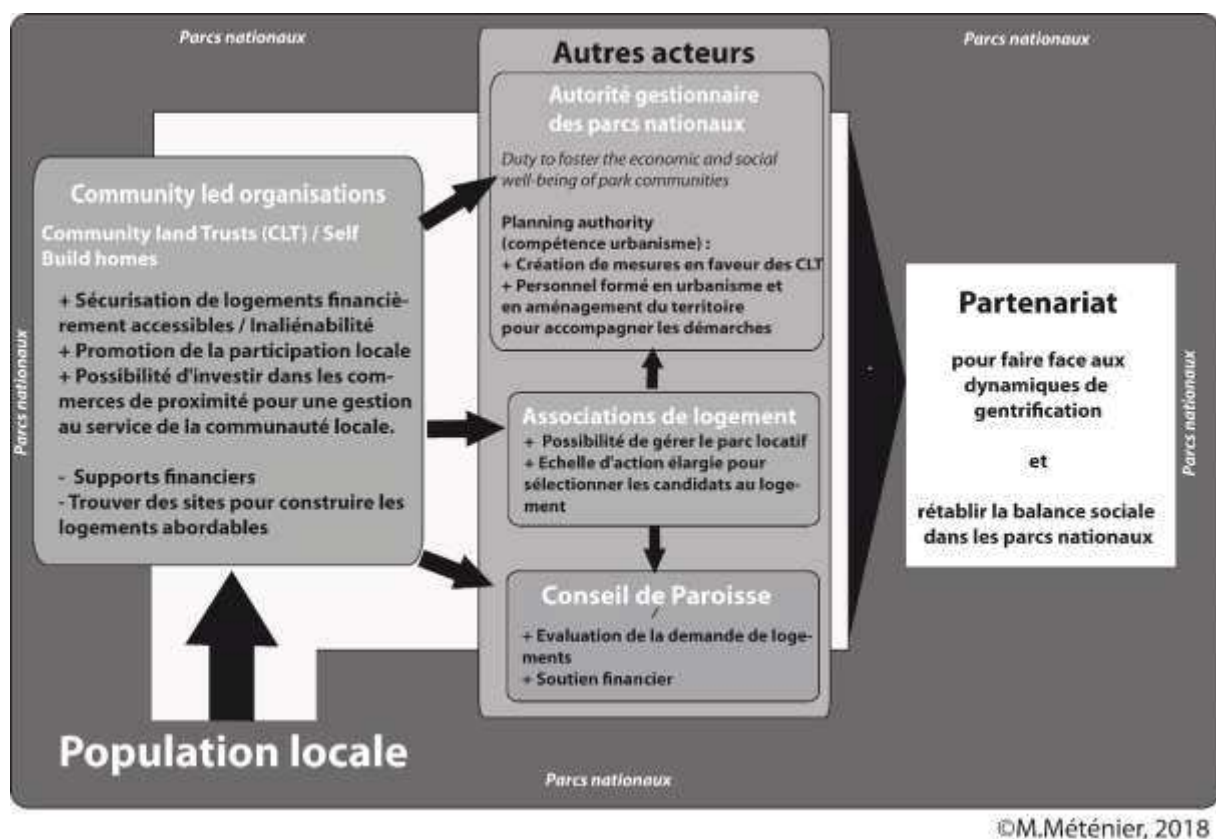 Parcs nationaux
Parcs nationaux
Parcs nationaux
Community led organisations
Community land Trusts (CLT) / Self
Build homes
+ Sécurisation de logements financiè-
rement accessibles / Inaliénabilité
+ Promotion de la participation locale
+ Possibilité d'investir dans les com-
merces de proximité pour une gestion
au service de la communauté locale.
- Supports financiers
- Trouver des sites pour construire les
logements abordables
Population locale
Autres acteurs
Autorité gestionnaire
des parcs nationaux
Duty to foster the economic and social
well-being of park communities
Planning authority
(compétence urbanisme) :
+ Création de mesures en faveur des CLT
+ Personnel formé en urbanisme et
en aménagement du territoire
pour accompagner les démarches
Associations de logement
+ Possibilité de gérer le parc locatif
+ Echelle d'action élargie pour
sélectionner les candidats au loge-
ment
Conseil de Paroisse
/
+ Evaluation de la demande de loge-
ments
+ Soutien financier
Partenariat
pour faire face aux
dynamiques de
gentrification
et
rétablir la balance sociale
dans les parcs nationaux
Parcs nationaux
Parcs nationaux
©M.Méténier, 2018